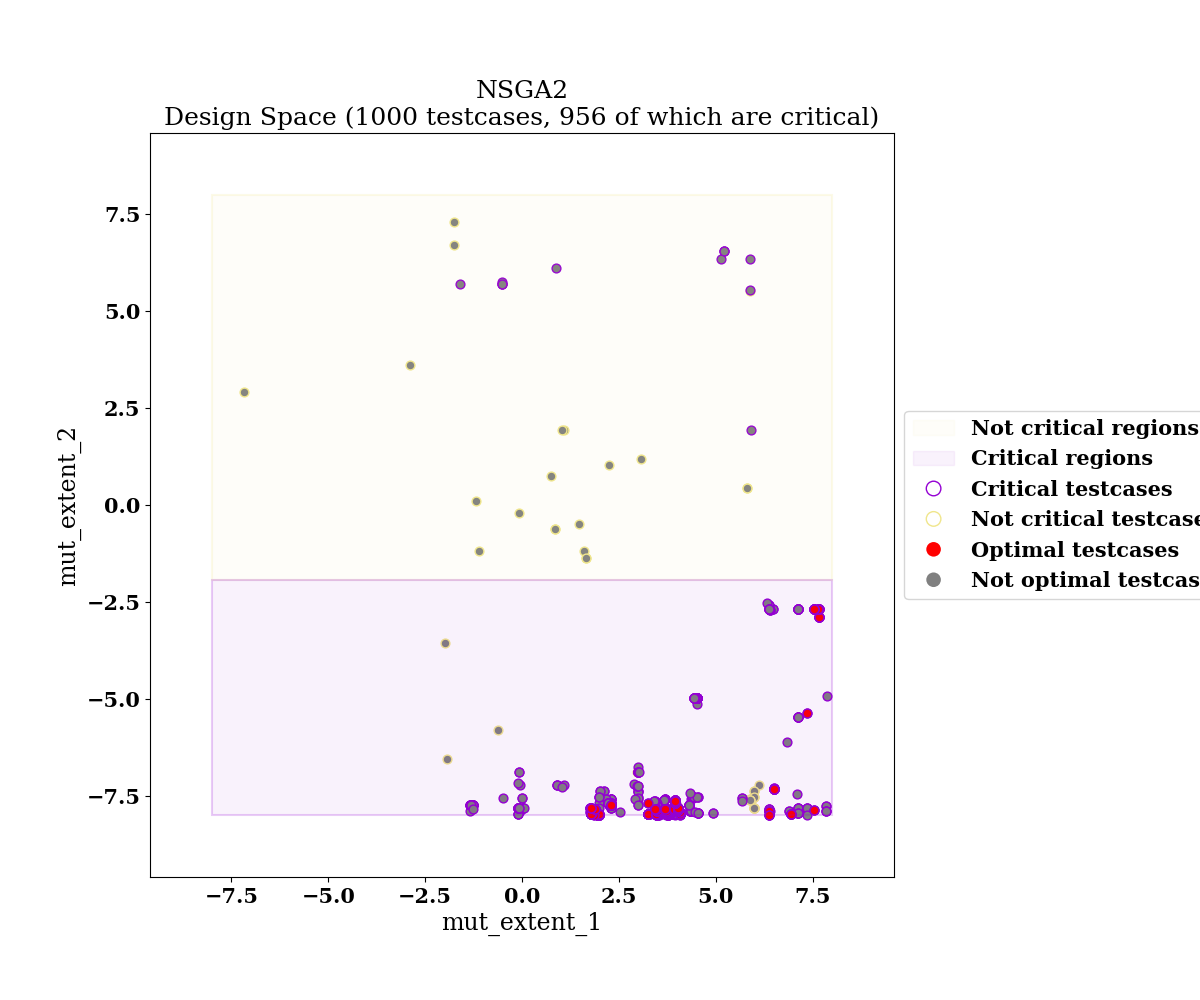 NSGA2
Design Space (1000 testcases, 956 of which are critical)
7.5
5.0
2.5
0.0
−2.5
−5.0
−7.5
mut_extent_2
−7.5 −5.0 −2.5 0.0 2.5 5.0 7.5
mut_extent_1
Not critical regions
Critical regions
Critical testcases
Not critical testcase
Optimal testcases
Not optimal testcas